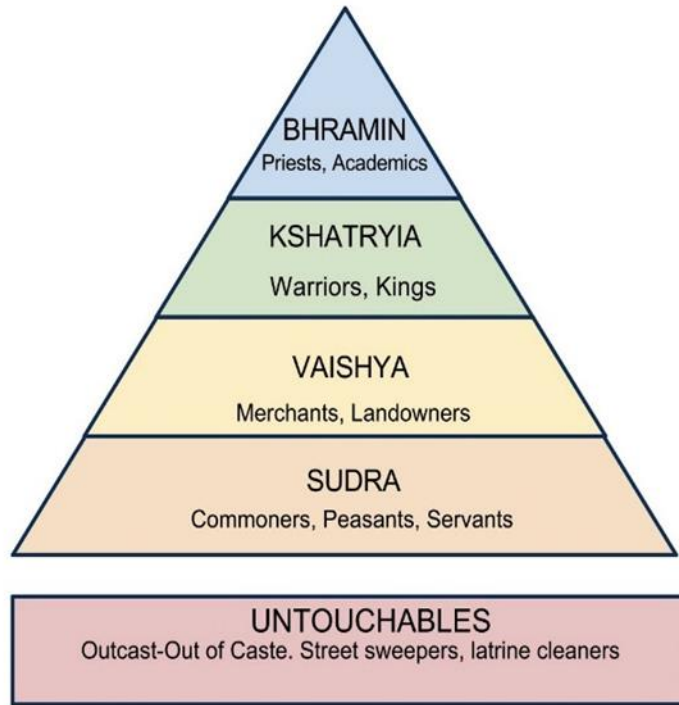 BHRAMIN
Priests, Academics
KSHATRYIA
Warriors, Kings
VAISHYA
Merchants, Landowners
SUDRA
Commoners, Peasants, Servants
UNTOUCHABLES
Outcast-Out of Caste. Street sweepers, latrine cleaners